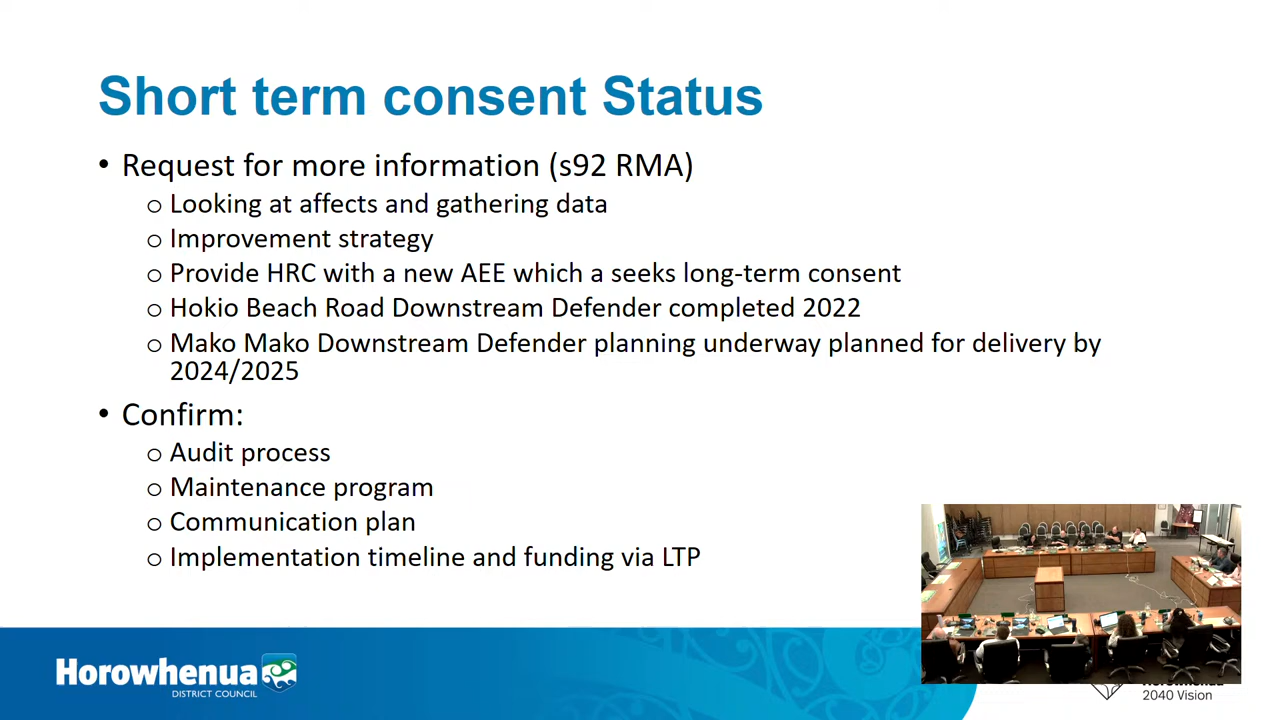 Short term consent Status
• Request for more information (s92 RMA)
o Looking at affects and gathering data
o Improvement strategy
o Provide HRC with a new AEE which a seeks long-term consent
o Hokio Beach Road Downstream Defender completed 2022
o Mako Mako Downstream Defender planning underway planned for delivery by
2024/2025
• Confirm:
o Audit process
o Maintenance program
o Communication plan
o Implementation timeline and funding via LTP
Horowhenua
DISTRICT COUNCIL
2040 Vision